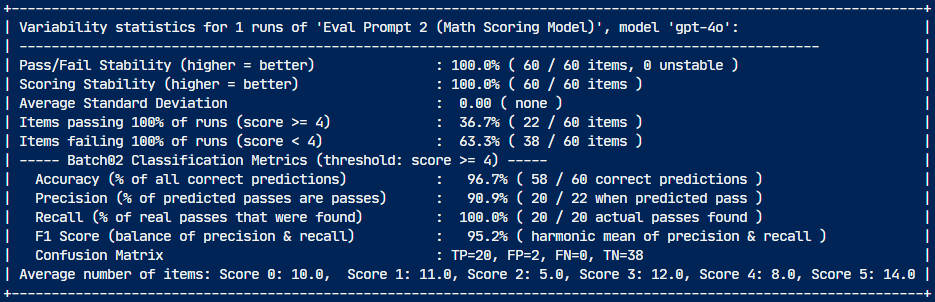 +------------------------------------------------------------------------------------------------------------------+
| Variability statistics for 1 runs of 'Eval Prompt 2 (Math Scoring Model)', model 'gpt-4o':                       |
| ----------------------------------------------------------------------------------------------------             |
| Pass/Fail Stability (higher = better)               : 100.0% ( 60 / 60 items, 0 unstable )                       |
| Scoring Stability (higher = better)                 : 100.0% ( 60 / 60 items )                                   |
| Average Standard Deviation                          :  0.00 ( none )                                             |
| Items passing 100% of runs (score >= 4)             :  36.7% ( 22 / 60 items )                                   |
| Items failing 100% of runs (score < 4)              :  63.3% ( 38 / 60 items )                                   |
| ----- Batch02 Classification Metrics (threshold: score >= 4) -----                                               |
|   Accuracy (% of all correct predictions)           :   96.7% ( 58 / 60 correct predictions )                    |
|   Precision (% of predicted passes are passes)      :   90.9% ( 20 / 22 when predicted pass )                    |
|   Recall (% of real passes that were found)         :  100.0% ( 20 / 20 actual passes found )                    |
|   F1 Score (balance of precision & recall)          :   95.2% ( harmonic mean of precision & recall )            |
|   Confusion Matrix                                  : TP=20, FP=2, FN=0, TN=38                                   |
| Average number of items: Score 0: 10.0,  Score 1: 11.0, Score 2: 5.0, Score 3: 12.0, Score 4: 8.0, Score 5: 14.0 |
+------------------------------------------------------------------------------------------------------------------+